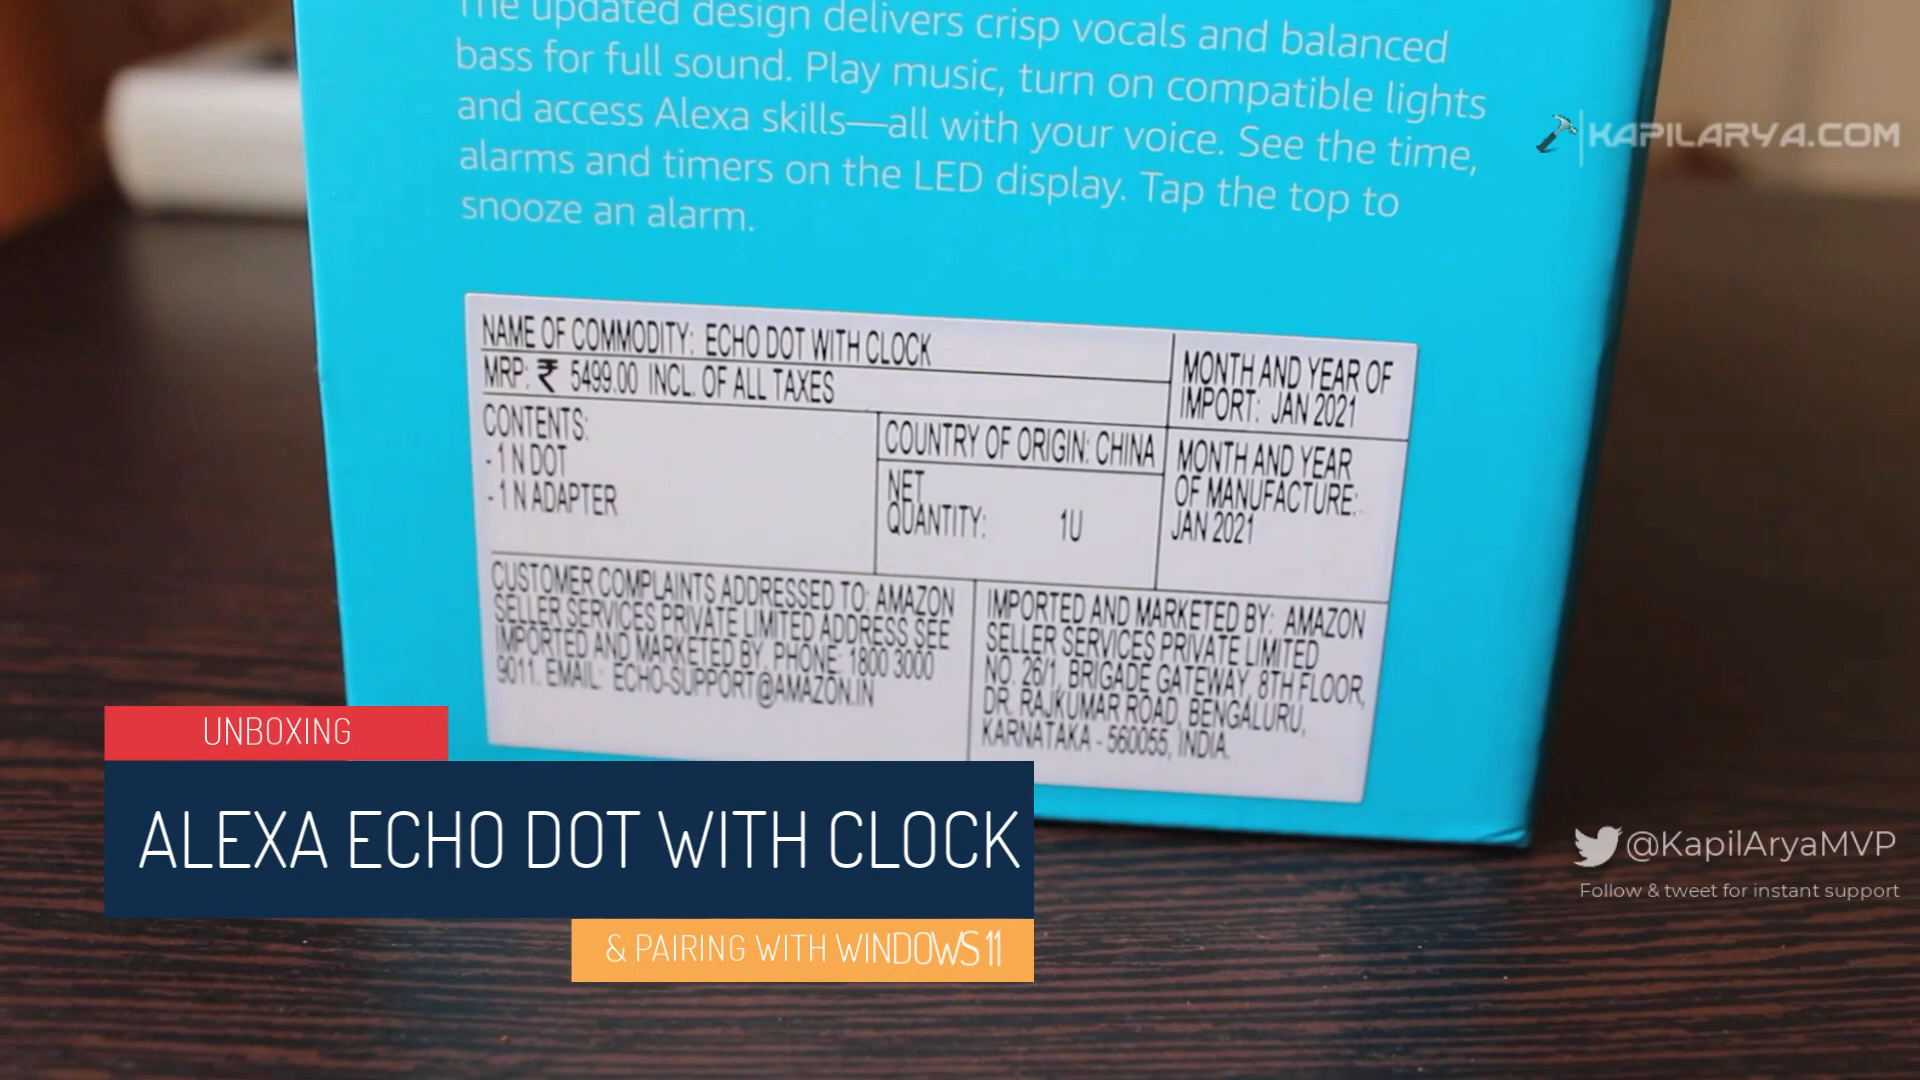 The updated design delivers crisp vocals and balanced
bass for full sound. Play music, turn on compatible lights
and access Alexa skills—all with your voice. See the time,
alarms and timers on the LED display. Tap the top to
snooze an alarm.
KAPILARYA.COM
NAME OF COMMODITY: ECHO DOT WITH CLOCK
MRP: ₹ 5499.00 INCL. OF ALL TAXES
MONTH AND YEAR OF
IMPORT: JAN 2021
CONTENTS:
- 1 N DOT
- 1 N ADAPTER
COUNTRY OF ORIGIN: CHINA
NET
QUANTITY: 1U
MONTH AND YEAR
OF MANUFACTURE:
JAN 2021
CUSTOMER COMPLAINTS ADDRESSED TO: AMAZON
SELLER SERVICES PRIVATE LIMITED ADDRESS SEE
IMPORTED AND MARKETED BY. PHONE: 1800 3000
9011. EMAIL: ECHO-SUPPORT@AMAZON.IN
IMPORTED AND MARKETED BY: AMAZON
SELLER SERVICES PRIVATE LIMITED
NO. 26/1, BRIGADE GATEWAY, 8TH FLOOR,
DR. RAJKUMAR ROAD, BENGALURU,
KARNATAKA - 560055, INDIA.
UNBOXING
ALEXA ECHO DOT WITH CLOCK
& PAIRING WITH WINDOWS 11
@KapilAryaMVP
Follow & tweet for instant support